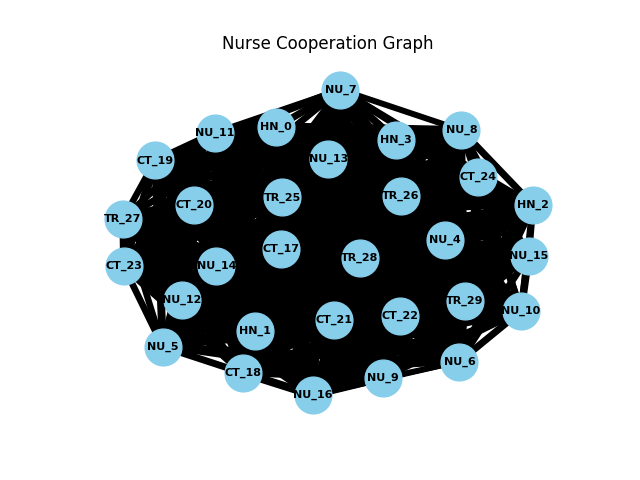 Nurse Cooperation Graph
NU_7
HN_0
NU_8
NU_11
HN_3
NU_13
CT_19
CT_24
TR_26
TR_25
CT_20
HN_2
TR_27
NU_4
CT_17
NU_15
TR_28
CT_23
NU_14
NU_12
TR_29
NU_10
CT_22
CT_21
HN_1
NU_5
NU_6
CT_18
NU_9
NU_16